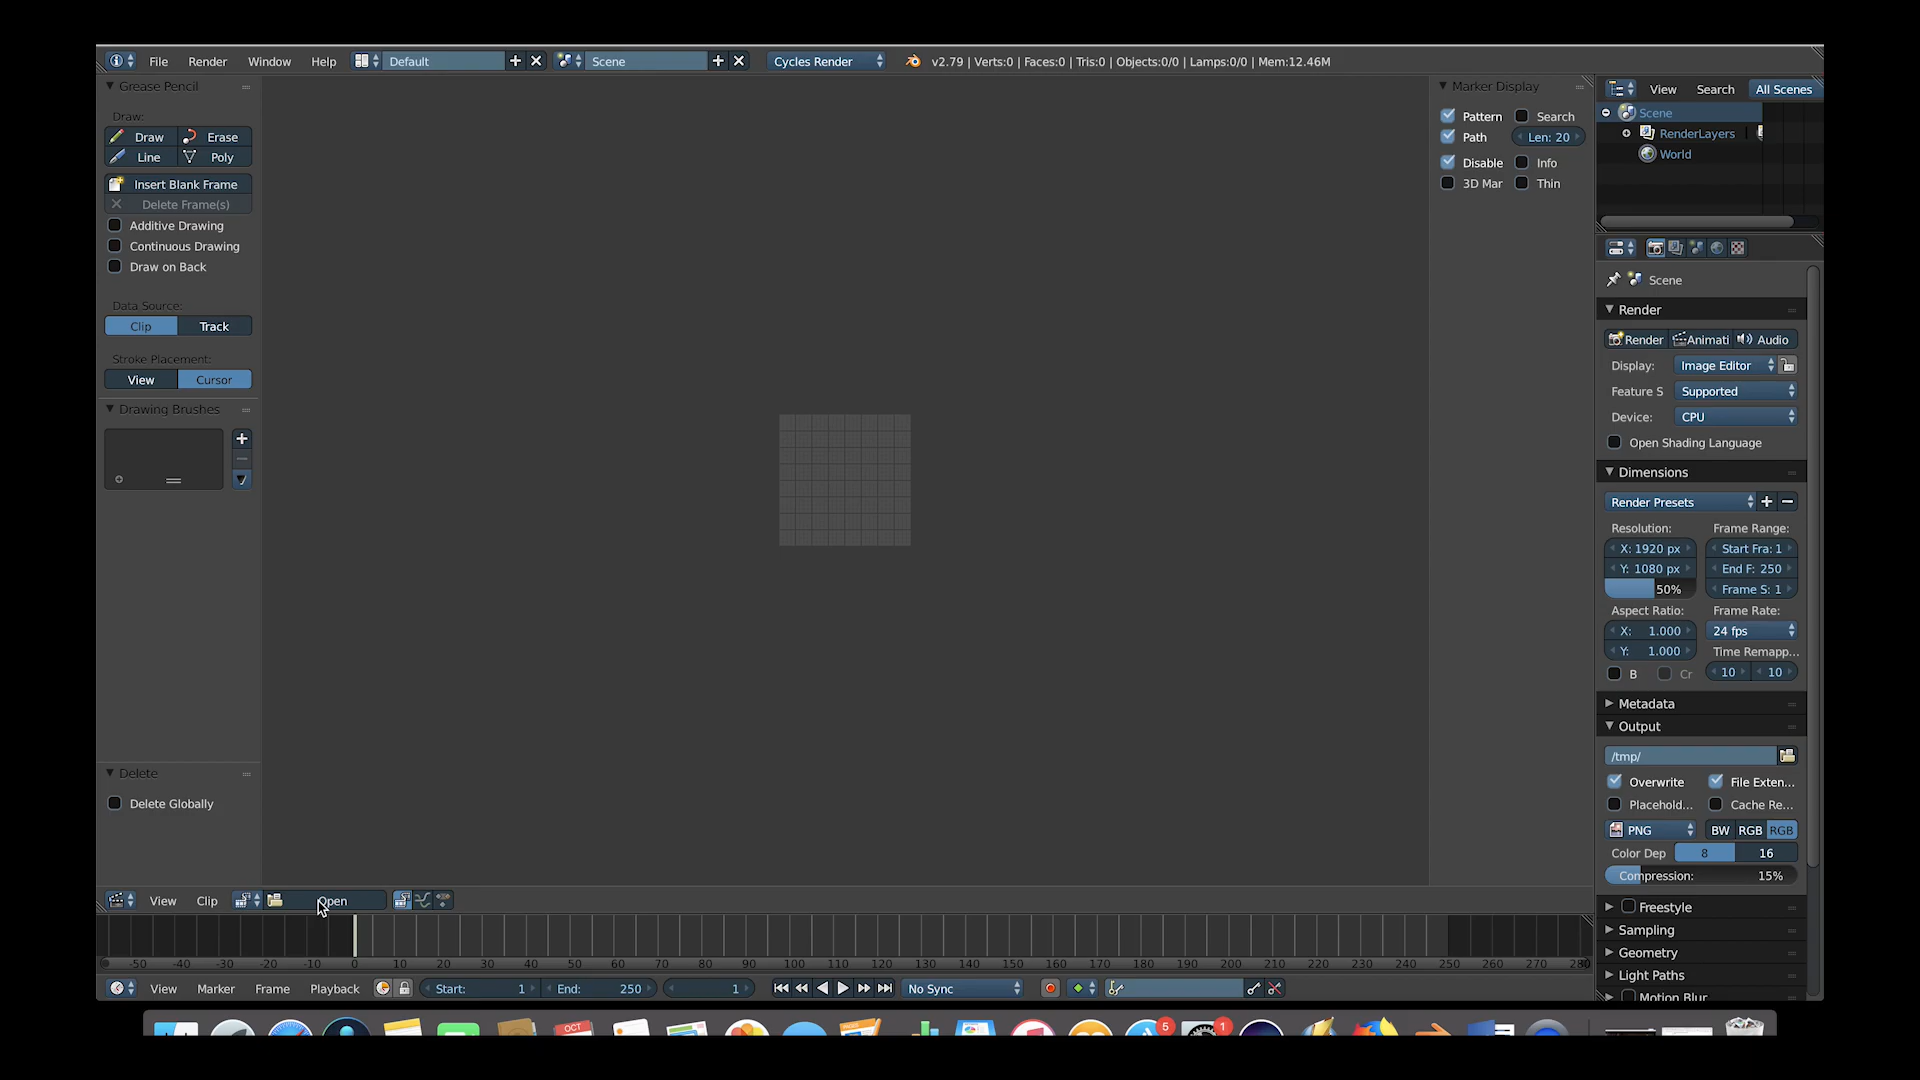 File Render Window Help Default Scene Cycles Render v2.79 | Verts:0 | Faces:0 | Tris:0 | Objects:0/0 | Lamps:0/0 | Mem:12.46M
Grease Pencil
Draw:
Draw Erase
Line Poly
Insert Blank Frame
Delete Frame(s)
Additive Drawing
Continuous Drawing
Draw on Back
Data Source:
Clip Track
Stroke Placement:
View Cursor
Drawing Brushes
Delete
Delete Globally
Marker Display
Pattern Search
Path Len: 20
Disable Info
3D Mar Thin
View Search All Scenes
Scene
RenderLayers
World
Scene
Render
Render Animati Audio
Display: Image Editor
Feature S Supported
Device: CPU
Open Shading Language
Dimensions
Render Presets
Resolution: Frame Range:
X: 1920 px Start Fra: 1
Y: 1080 px End F: 250
50% Frame S: 1
Aspect Ratio: Frame Rate:
X: 1.000 24 fps
Y: 1.000 Time Remapp...
B Cr 10 10
Metadata
Output
/tmp/
Overwrite File Exten...
Placehold... Cache Re...
PNG BW RGB RGB
Color Dep 8 16
Compression: 15%
Freestyle
Sampling
Geometry
Light Paths
Motion Blur
View Clip Open
-50 -40 -30 -20 -10 0 10 20 30 40 50 60 70 80 90 100 110 120 130 140 150 160 170 180 190 200 210 220 230 240 250 260 270 280
View Marker Frame Playback Start: 1 End: 250 1 No Sync
OCT 5 1